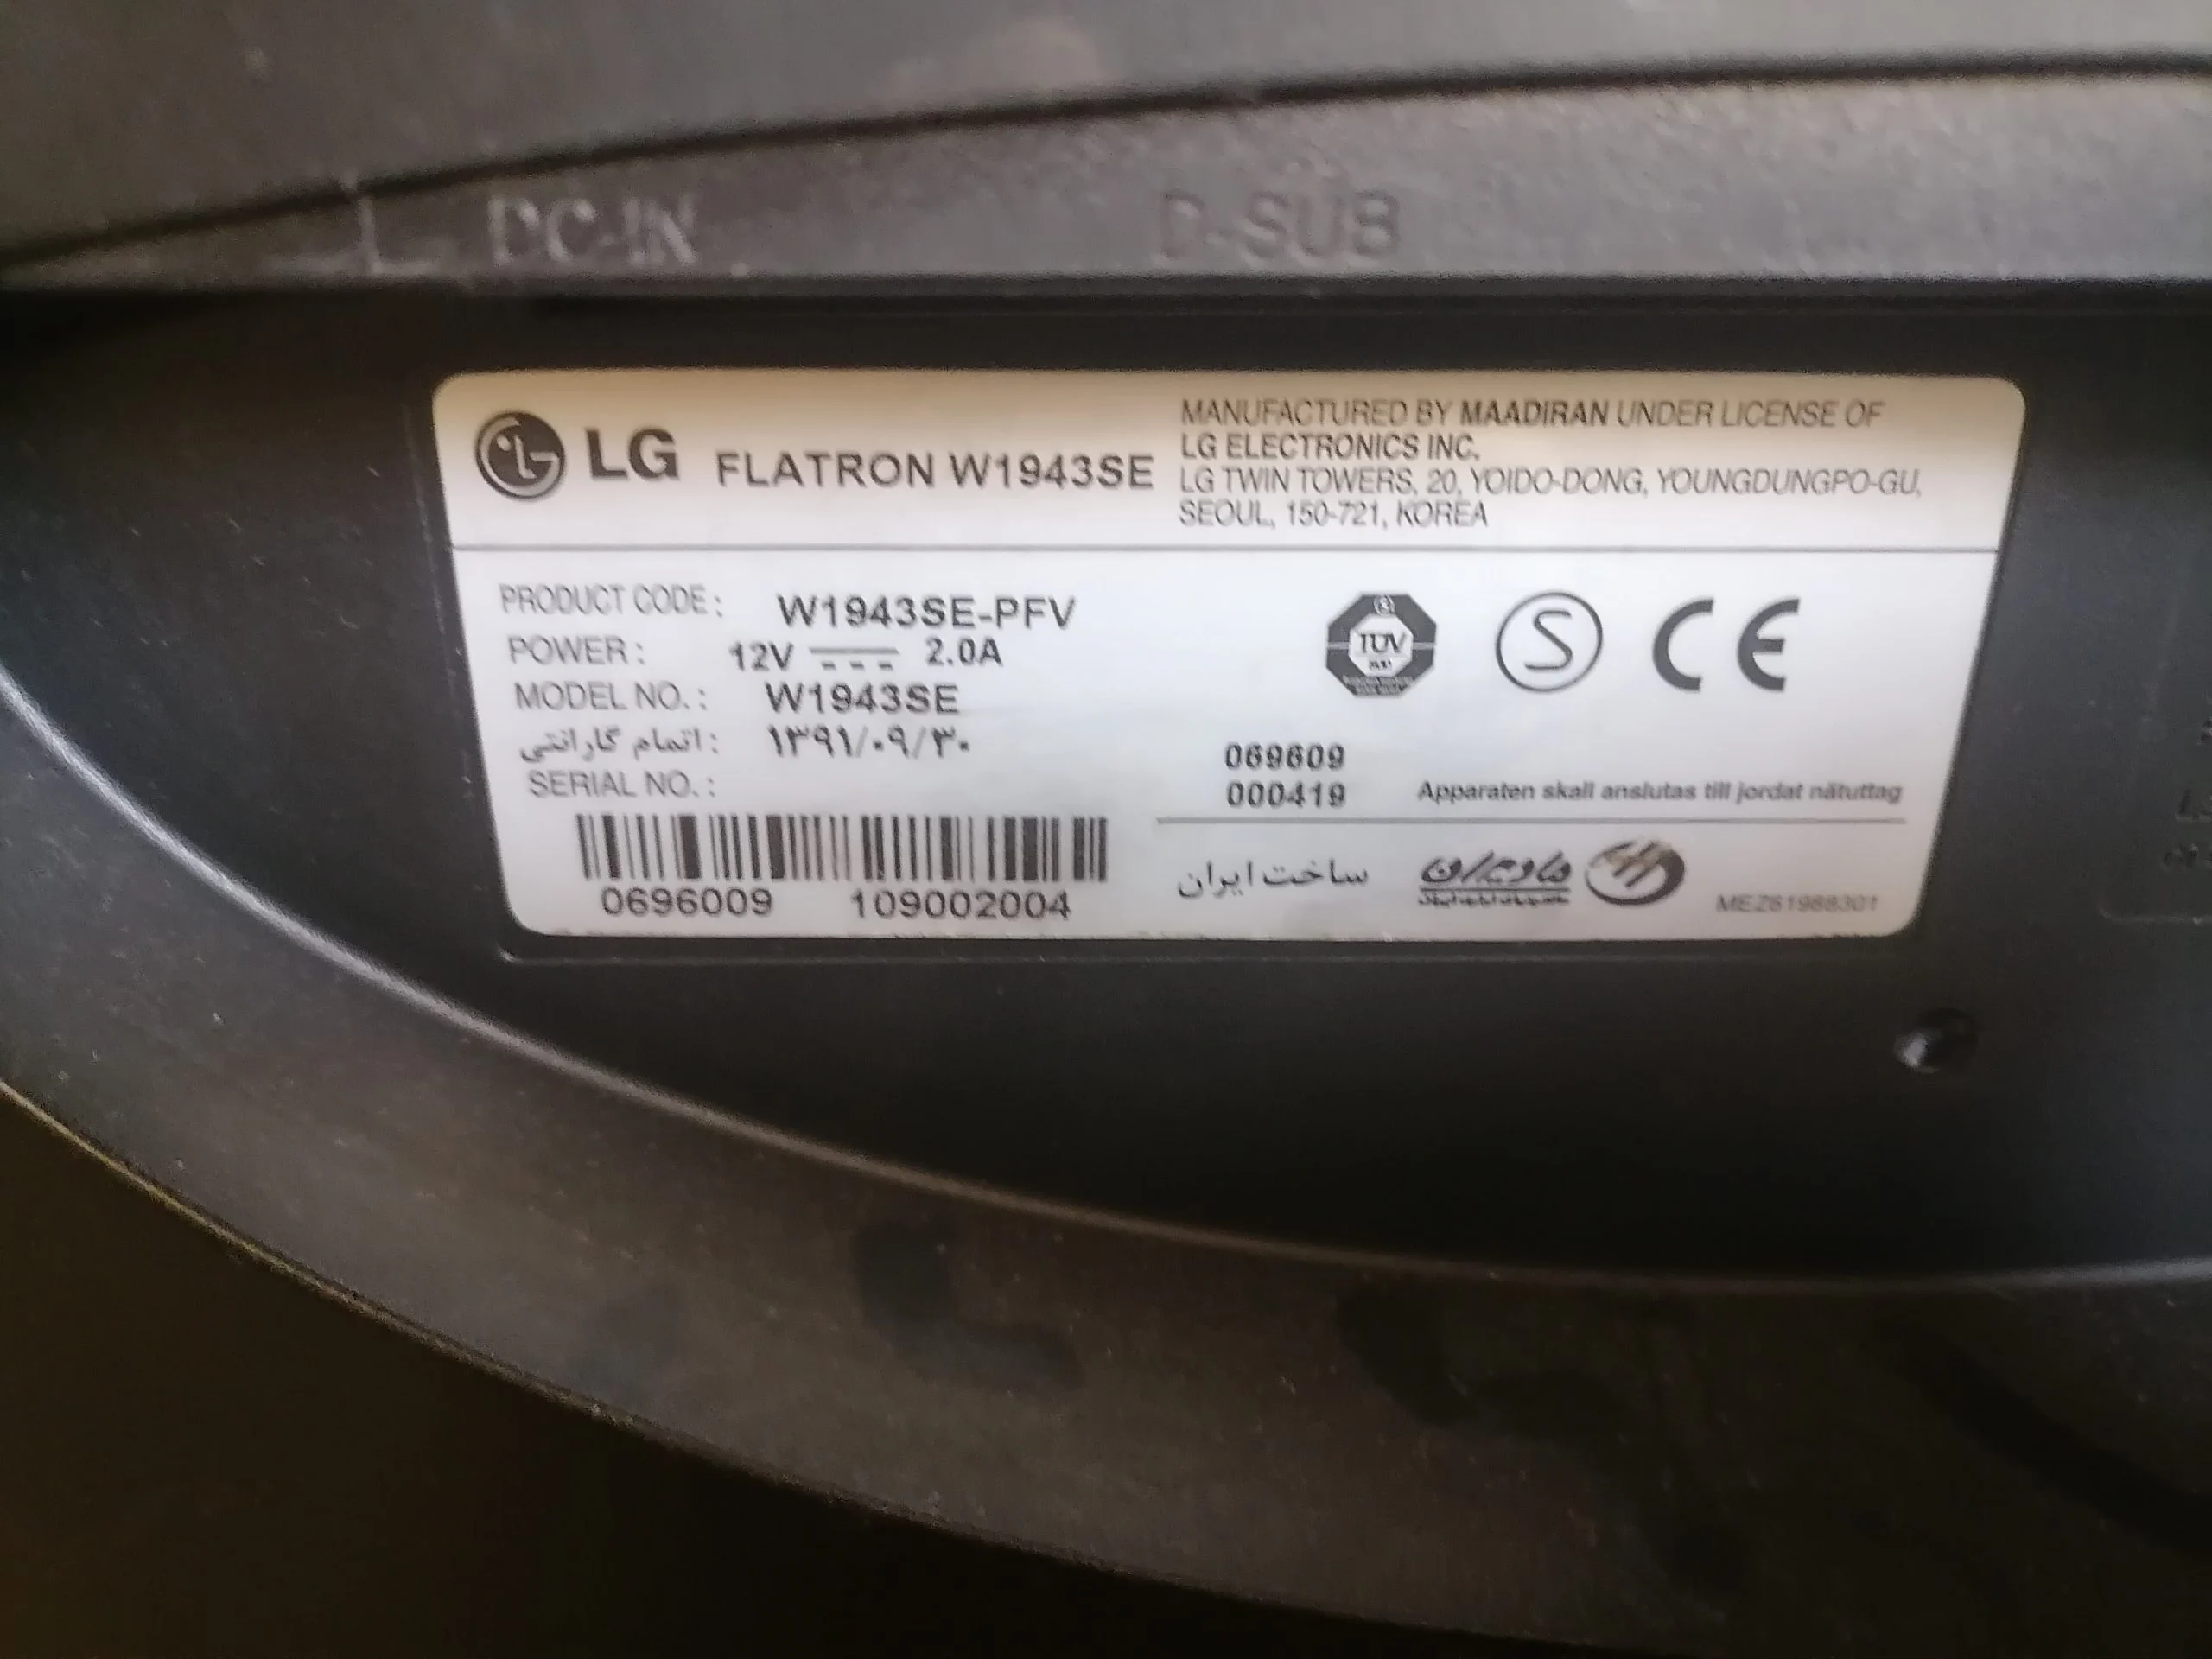 DC-IN
D-SUB
LG FLATRON W1943SE
MANUFACTURED BY MAADIRAN UNDER LICENSE OF
LG ELECTRONICS INC.
LG TWIN TOWERS, 20, YOIDO-DONG, YOUNGDUNGPO-GU,
SEOUL, 150-721, KOREA
PRODUCT CODE: W1943SE-PFV
POWER: 12V 2.0A
MODEL NO.: W1943SE
اتمام گارانتی: ۱۳۹۱/۰۹/۳۰
SERIAL NO.:
0696009 109002004
TÜV
S
CE
069609
000419
Apparaten skall anslutas till jordat nätuttag
ساخت ایران
مادیران
MEZ61988301